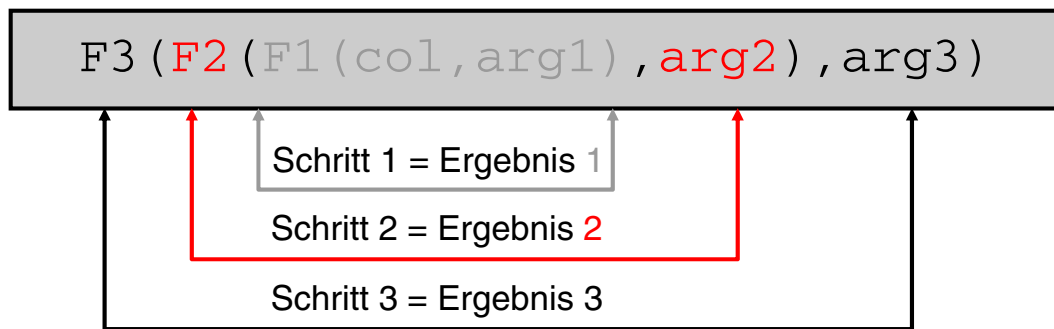 F3(F2(F1(col,arg1),arg2),arg3)
Schritt 1 = Ergebnis 1
Schritt 2 = Ergebnis 2
Schritt 3 = Ergebnis 3